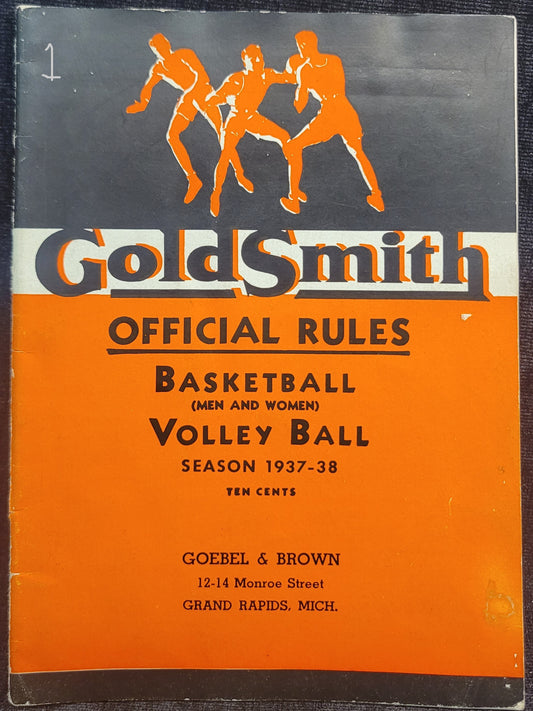 1
GoldSmith
OFFICIAL RULES
BASKETBALL
(MEN AND WOMEN)
VOLLEY BALL
SEASON 1937-38
TEN CENTS
GOEBEL & BROWN
12-14 Monroe Street
GRAND RAPIDS, MICH.